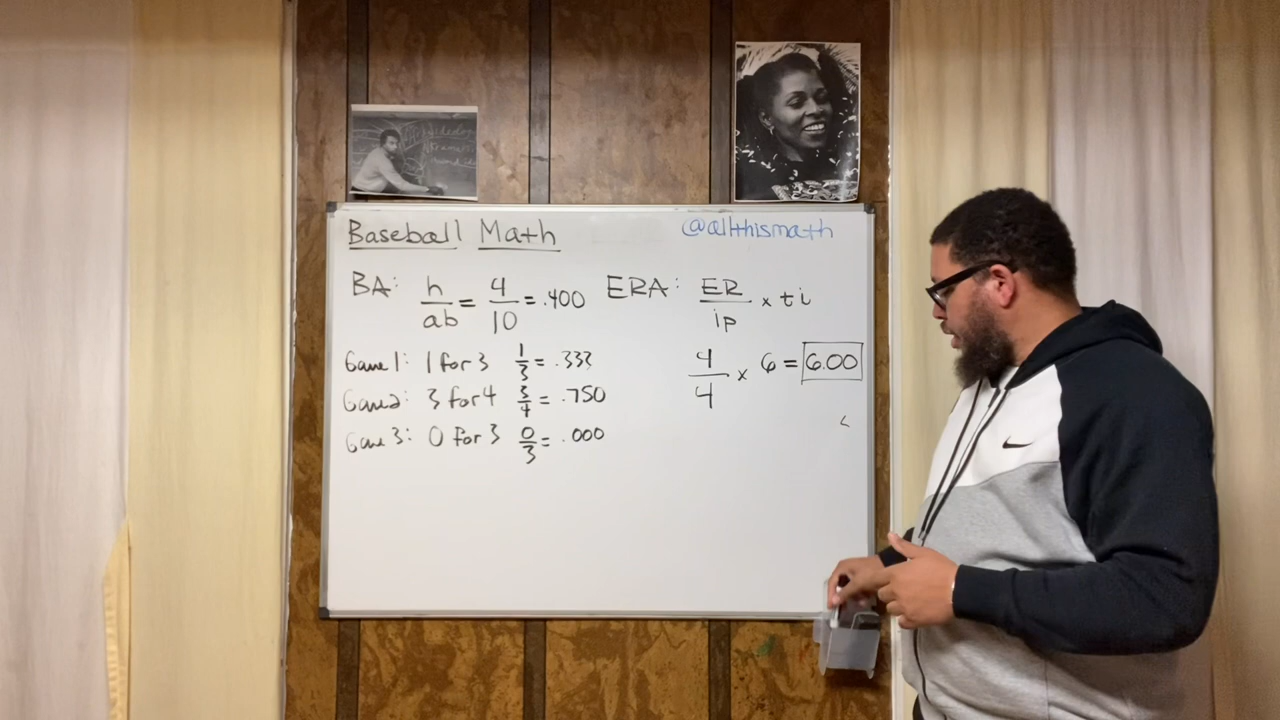 Baseball Math
@allthismath
BA: h/ab = 4/10 = .400
Game 1: 1 for 3 1/3 = .333
Game 2: 3 for 4 3/4 = .750
Game 3: 0 for 3 0/3 = .000
ERA: ER/ip x ti
4/4 x 6 = 6.00